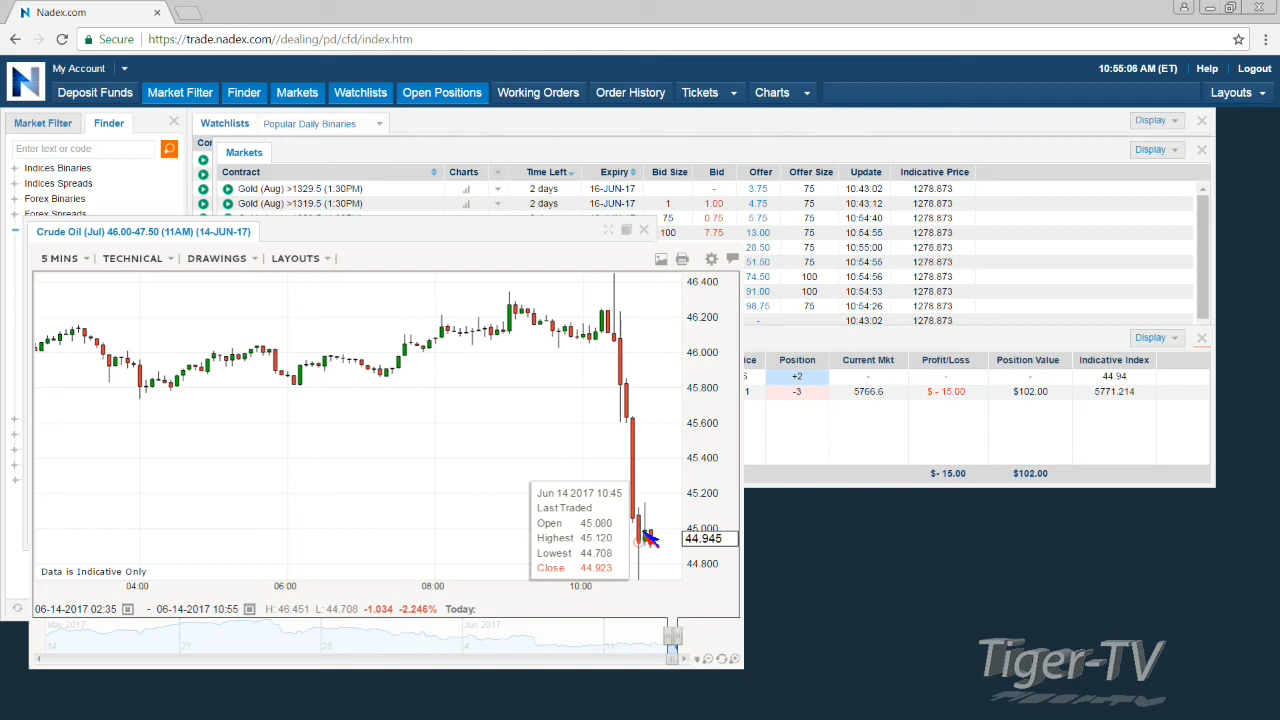 Nadex.com
Secure https://trade.nadex.com//dealing/pd/cfd/index.htm
My Account 10:55:06 AM (ET) Help Logout
Deposit Funds Market Filter Finder Markets Watchlists Open Positions Working Orders Order History Tickets Charts Layouts
Market Filter Finder Watchlists Popular Daily Binaries Display
Enter text or code
Indices Binaries
Indices Spreads
Forex Binaries
Forex Spreads
Markets Display
Contract Charts Time Left Expiry Bid Size Bid Offer Offer Size Update Indicative Price
Gold (Aug) >1329.5 (1:30PM) 2 days 16-JUN-17 - 3.75 75 10:43:02 1278.873
Gold (Aug) >1319.5 (1:30PM) 2 days 16-JUN-17 1 1.00 4.75 75 10:43:12 1278.873
75 0.75 5.75 75 10:54:40 1278.873
100 7.75 13.00 75 10:54:55 1278.873
28.50 75 10:55:00 1278.873
51.50 75 10:54:55 1278.873
74.50 100 10:54:56 1278.873
91.00 100 10:54:53 1278.873
98.75 75 10:54:26 1278.873
- 10:43:02 1278.873
Display
Position Current Mkt Profit/Loss Position Value Indicative Index
+2 - - - 44.94
-3 5766.6 $ - 15.00 $102.00 5771.214
$- 15.00 $102.00
Crude Oil (Jul) 46.00-47.50 (11AM) (14-JUN-17)
5 MINS TECHNICAL DRAWINGS LAYOUTS
46.400
46.200
46.000
45.800
45.600
45.400
45.200
45.000
44.945
44.800
Jun 14 2017 10:45
Last Traded
Open 45.080
Highest 45.120
Lowest 44.708
Close 44.923
Data is Indicative Only
04:00 06:00 08:00 10:00
06-14-2017 02:35 - 06-14-2017 10:55 H: 46.451 L: 44.708 -1.034 -2.246% Today:
May 2017 Jun 2017
14 21 28 4 11
Tiger-TV